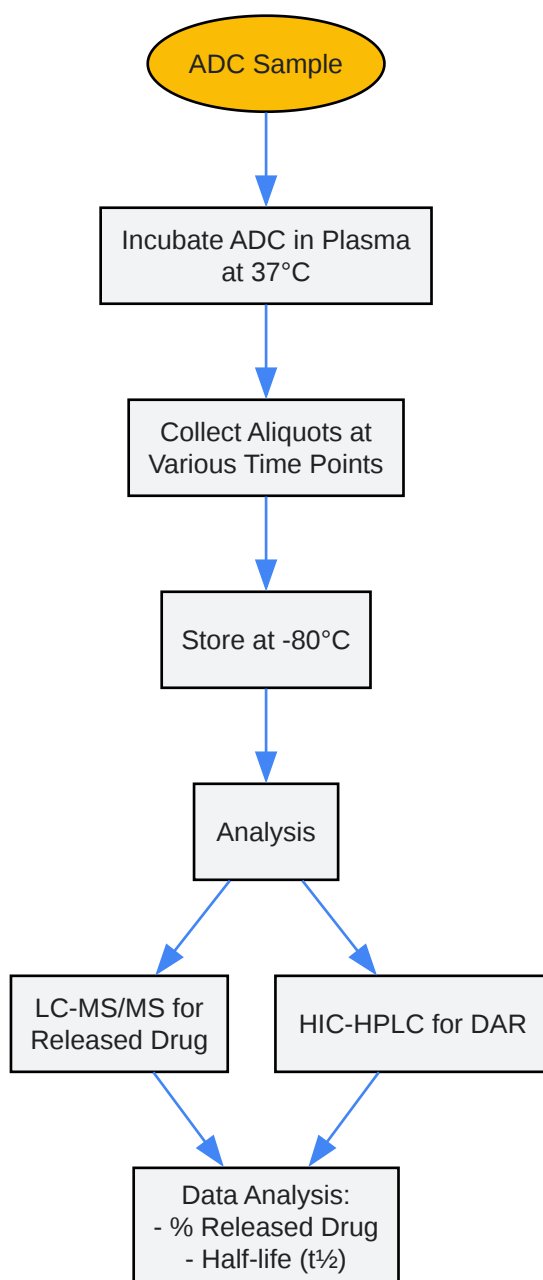 ADC Sample
Incubate ADC in Plasma
at 37°C
Collect Aliquots at
Various Time Points
Store at -80°C
Analysis
LC-MS/MS for
Released Drug
HIC-HPLC for DAR
Data Analysis:
- % Released Drug
- Half-life (t½)